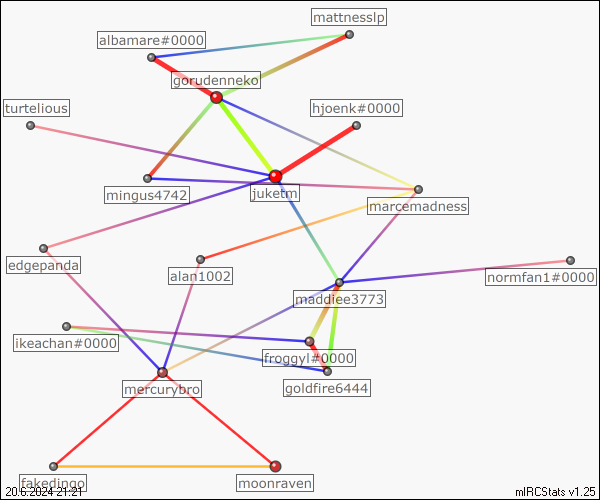 mattnesslp
albamare#0000
gorudenneko
turtelious
hjoenk#0000
mingus4742
juketm
marcemadness
edgepanda
alan1002
normfan1#0000
maddiee3773
ikeachan#0000
froggyl#0000
mercurybro
goldfire6444
fakedingo
moonraven
20.6.2024 21:21
mIRCStats v1.25